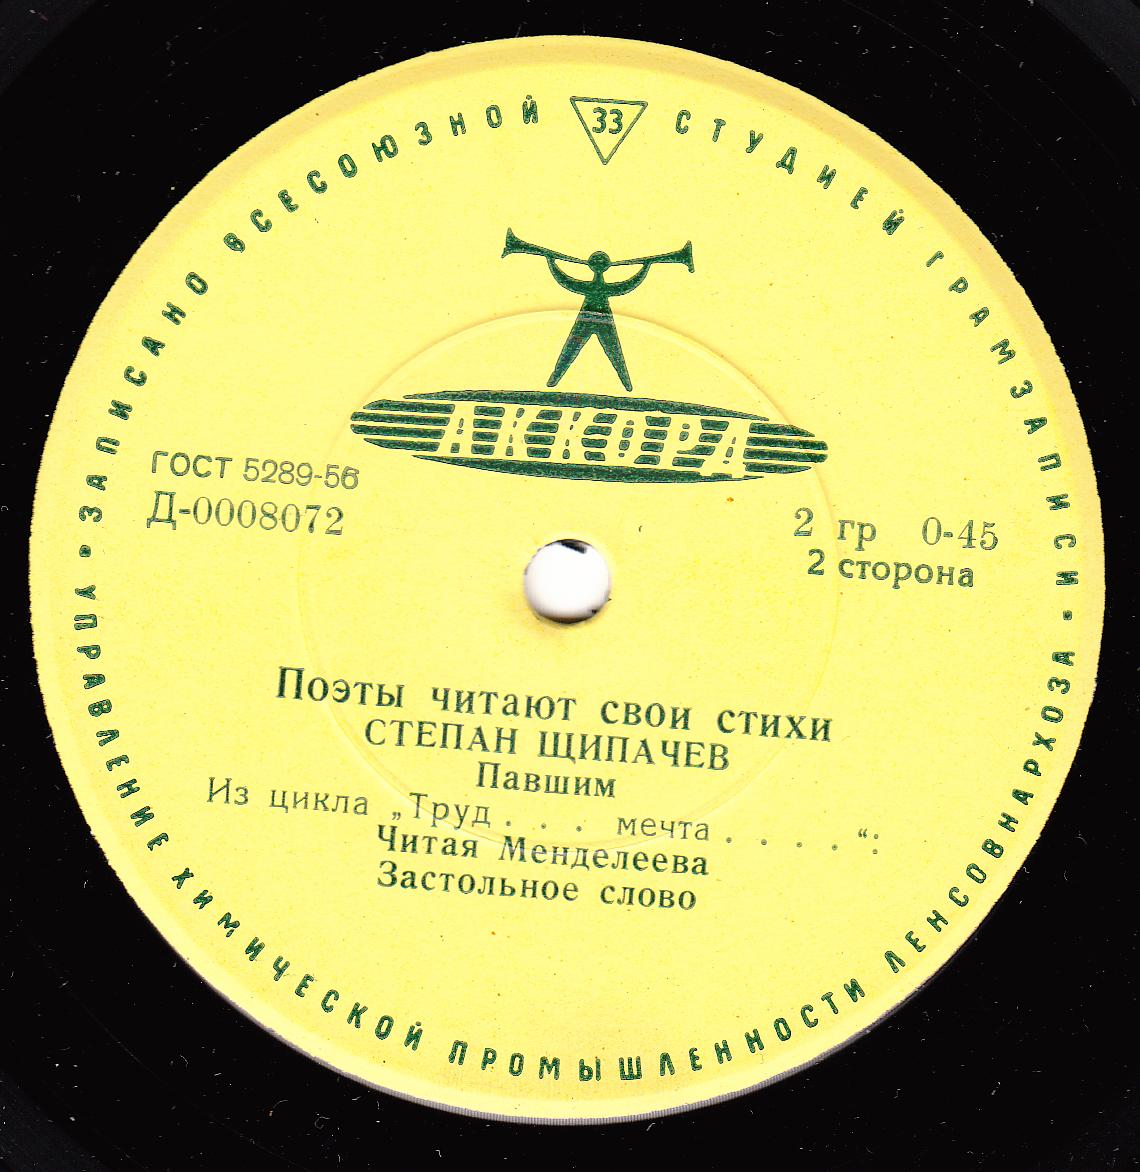 ЗАПИСАНО ВСЕСОЮЗНОЙ СТУДИЕЙ ГРАМЗАПИСИ •
33
АККОРД
ГОСТ 5289-56
Д-0008072
2 гр 0-45
2 сторона
Поэты читают свои стихи
СТЕПАН ЩИПАЧЕВ
Павшим
Из цикла „Труд . . . мечта . . . . “:
Читая Менделеева
Застольное слово
УПРАВЛЕНИЕ ХИМИЧЕСКОЙ ПРОМЫШЛЕННОСТИ ЛЕНСОВНАРХОЗА •